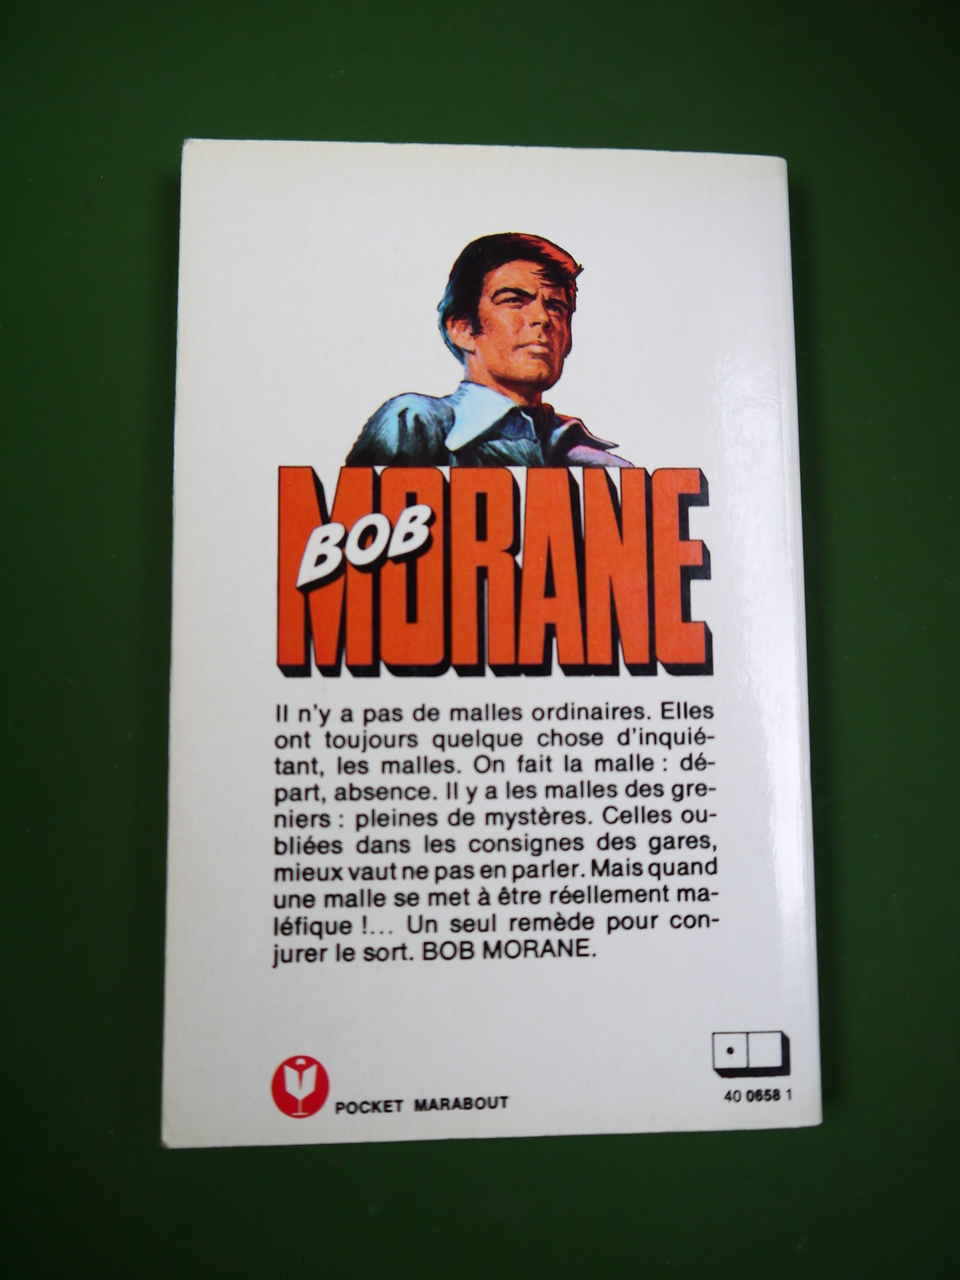 BOB
MORANE
Il n'y a pas de malles ordinaires. Elles
ont toujours quelque chose d'inquié-
tant, les malles. On fait la malle : dé-
part, absence. Il y a les malles des gre-
niers : pleines de mystères. Celles ou-
bliées dans les consignes des gares,
mieux vaut ne pas en parler. Mais quand
une malle se met à être réellement ma-
léfique !... Un seul remède pour con-
jurer le sort. BOB MORANE.
POCKET MARABOUT
40 0658 1